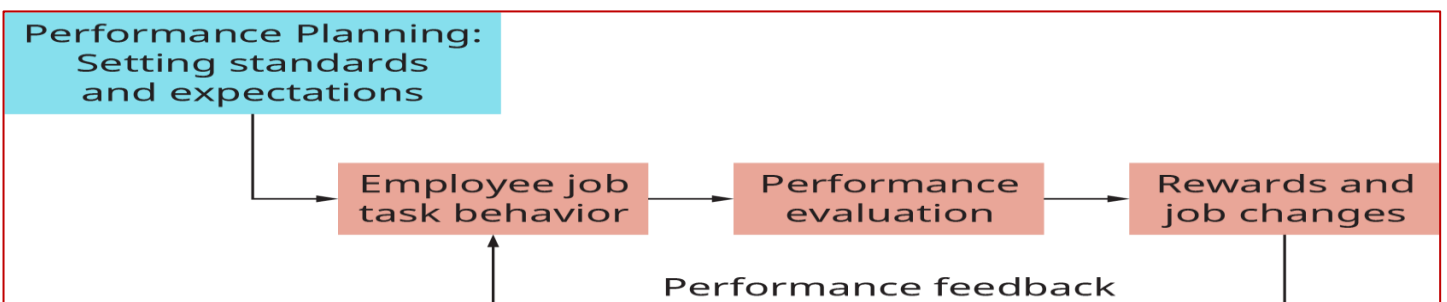 Performance Planning:
Setting standards
and expectations
Employee job
task behavior
Performance
evaluation
Rewards and
job changes
Performance feedback